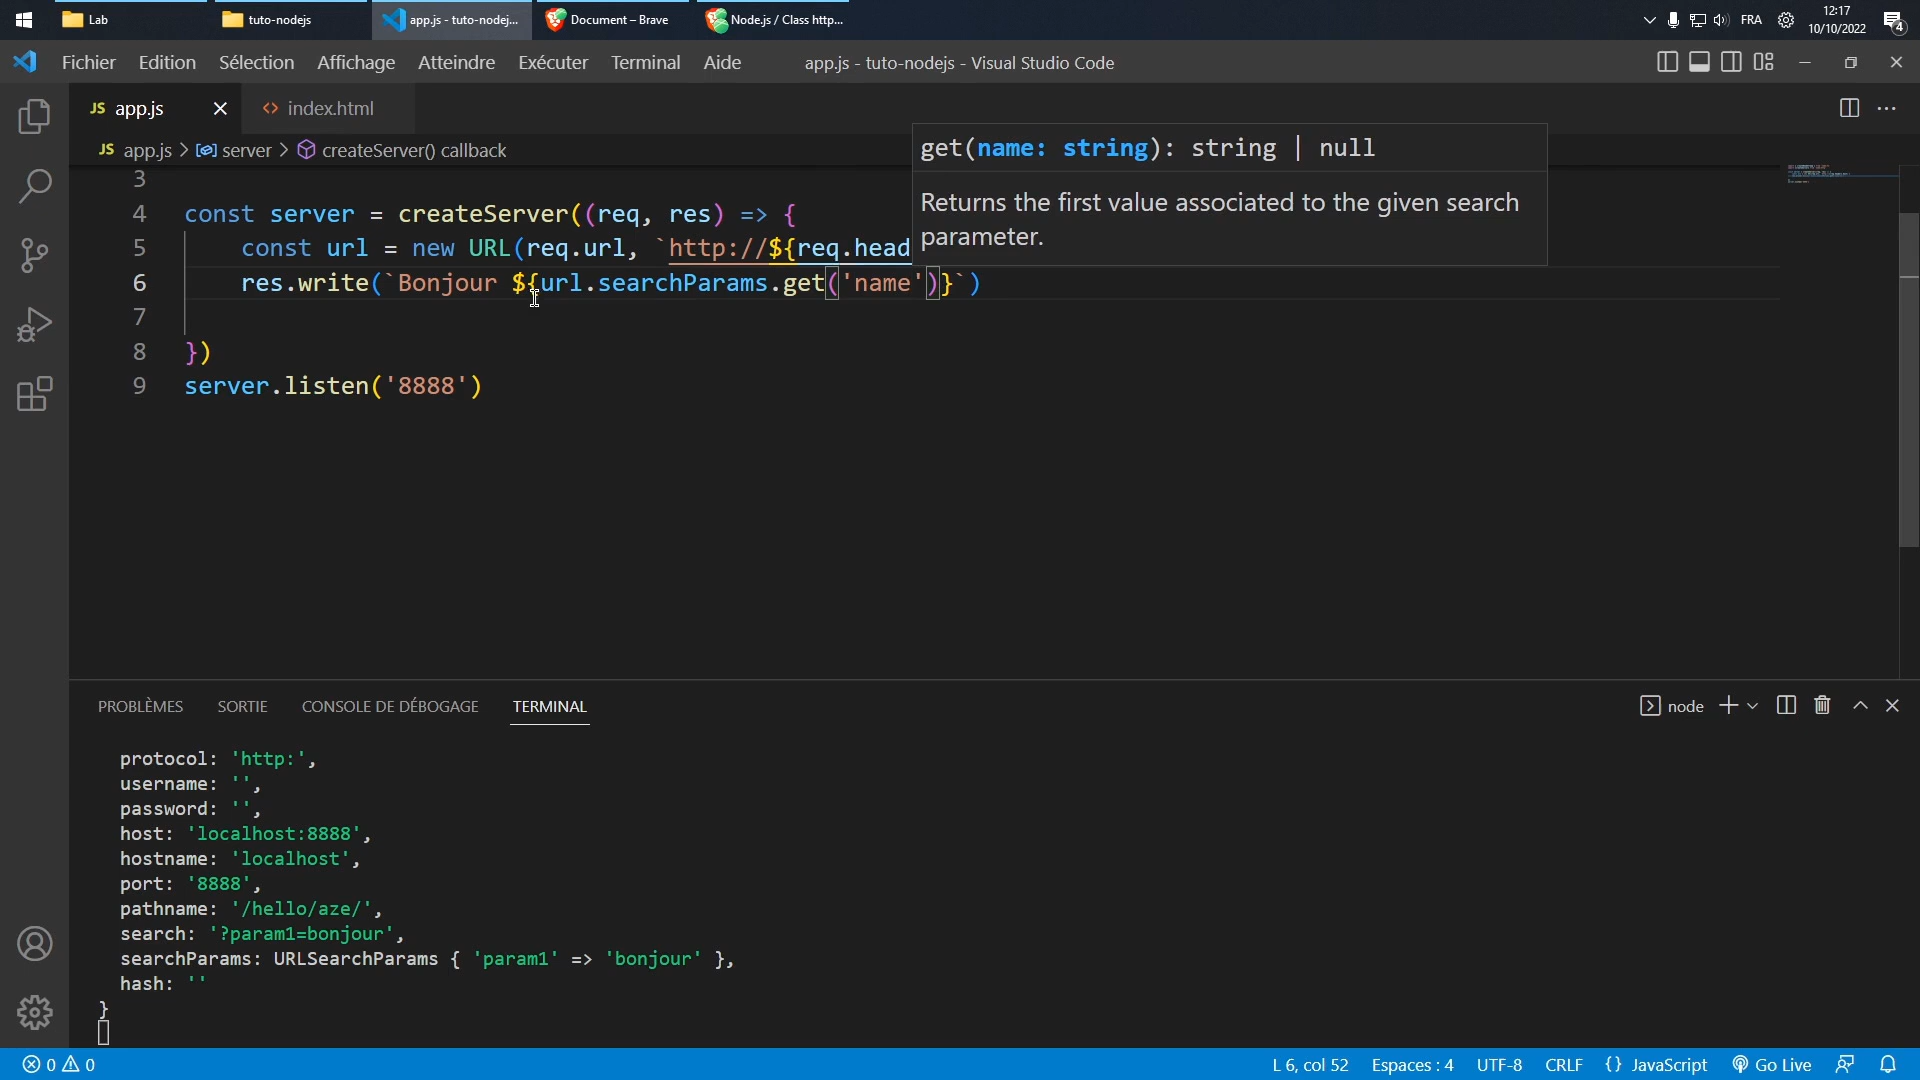 Lab
tuto-nodejs
app.js - tuto-nodej...
Document - Brave
Node.js / Class http...
FRA
12:17
10/10/2022
4
Fichier Edition Sélection Affichage Atteindre Exécuter Terminal Aide
app.js - tuto-nodejs - Visual Studio Code
JS app.js
<> index.html
JS app.js > server > createServer() callback
get(name: string): string | null
Returns the first value associated to the given search
parameter.
3
4 const server = createServer((req, res) => {
5 const url = new URL(req.url, `http://${req.head
6 res.write(`Bonjour ${url.searchParams.get('name')}`)
7
8 })
9 server.listen('8888')
PROBLÈMES SORTIE CONSOLE DE DÉBOGAGE TERMINAL
node
protocol: 'http:',
username: '',
password: '',
host: 'localhost:8888',
hostname: 'localhost',
port: '8888',
pathname: '/hello/aze/',
search: '?param1=bonjour',
searchParams: URLSearchParams { 'param1' => 'bonjour' },
hash: ''
}
0 0
L 6, col 52 Espaces : 4 UTF-8 CRLF {} JavaScript Go Live